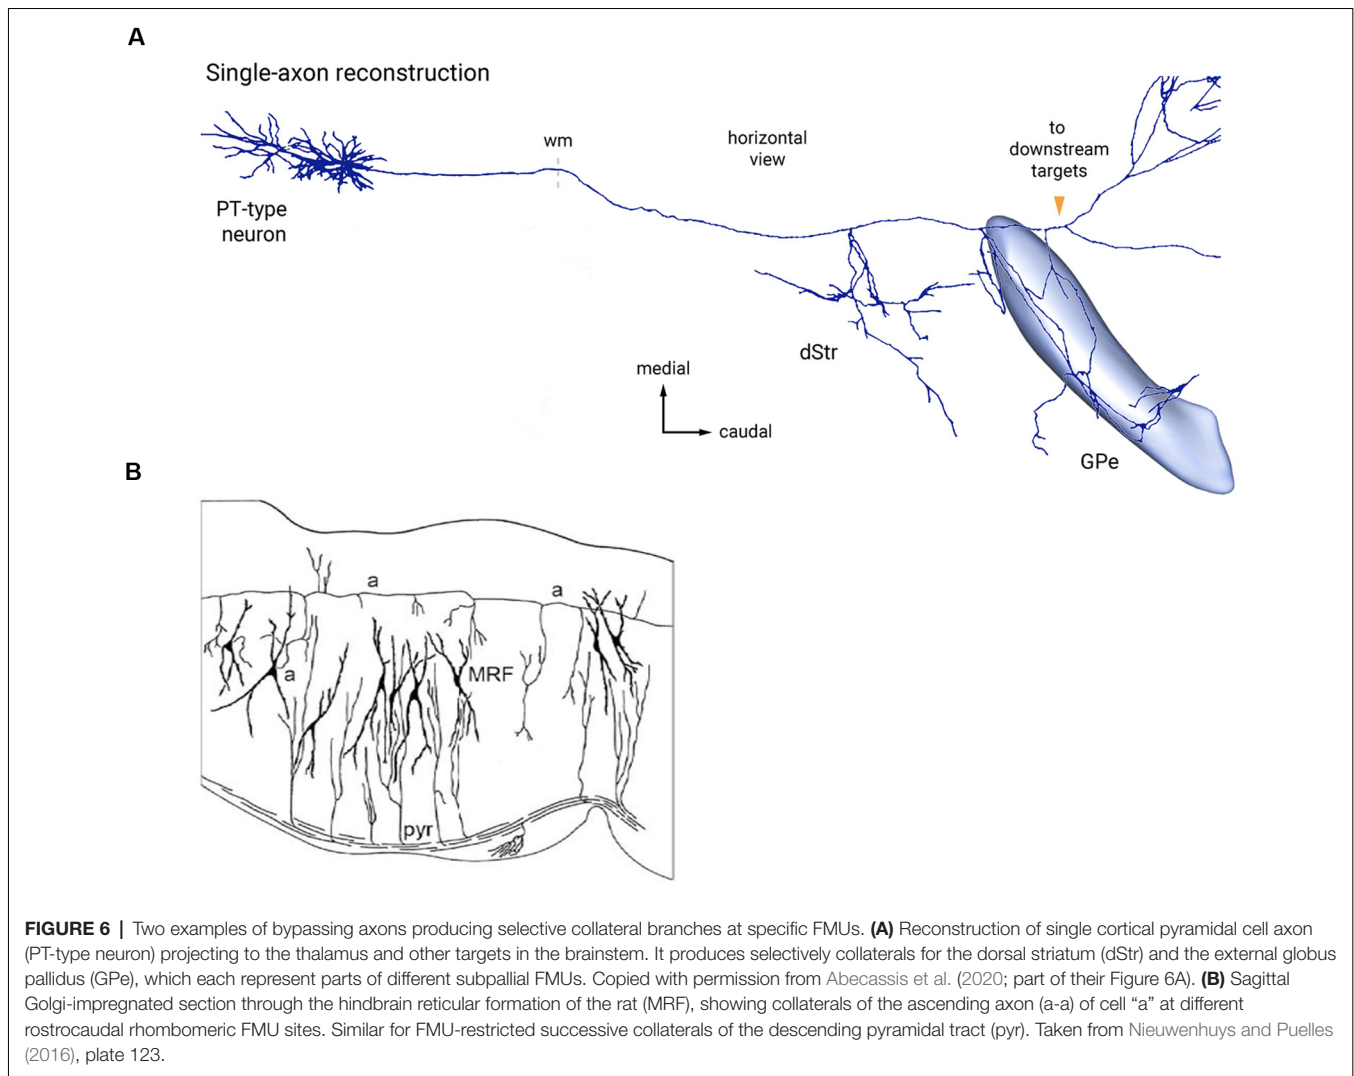 A
Single-axon reconstruction
wm
horizontal
view
to
downstream
targets
PT-type
neuron
dStr
medial
caudal
GPe
B
a
a
a
MRF
pyr
FIGURE 6 | Two examples of bypassing axons producing selective collateral branches at specific FMUs. (A) Reconstruction of single cortical pyramidal cell axon
(PT-type neuron) projecting to the thalamus and other targets in the brainstem. It produces selectively collaterals for the dorsal striatum (dStr) and the external globus
pallidus (GPe), which each represent parts of different subpallial FMUs. Copied with permission from Abecassis et al. (2020; part of their Figure 6A). (B) Sagittal
Golgi-impregnated section through the hindbrain reticular formation of the rat (MRF), showing collaterals of the ascending axon (a-a) of cell “a” at different
rostrocaudal rhombomeric FMU sites. Similar for FMU-restricted successive collaterals of the descending pyramidal tract (pyr). Taken from Nieuwenhuys and Puelles
(2016), plate 123.